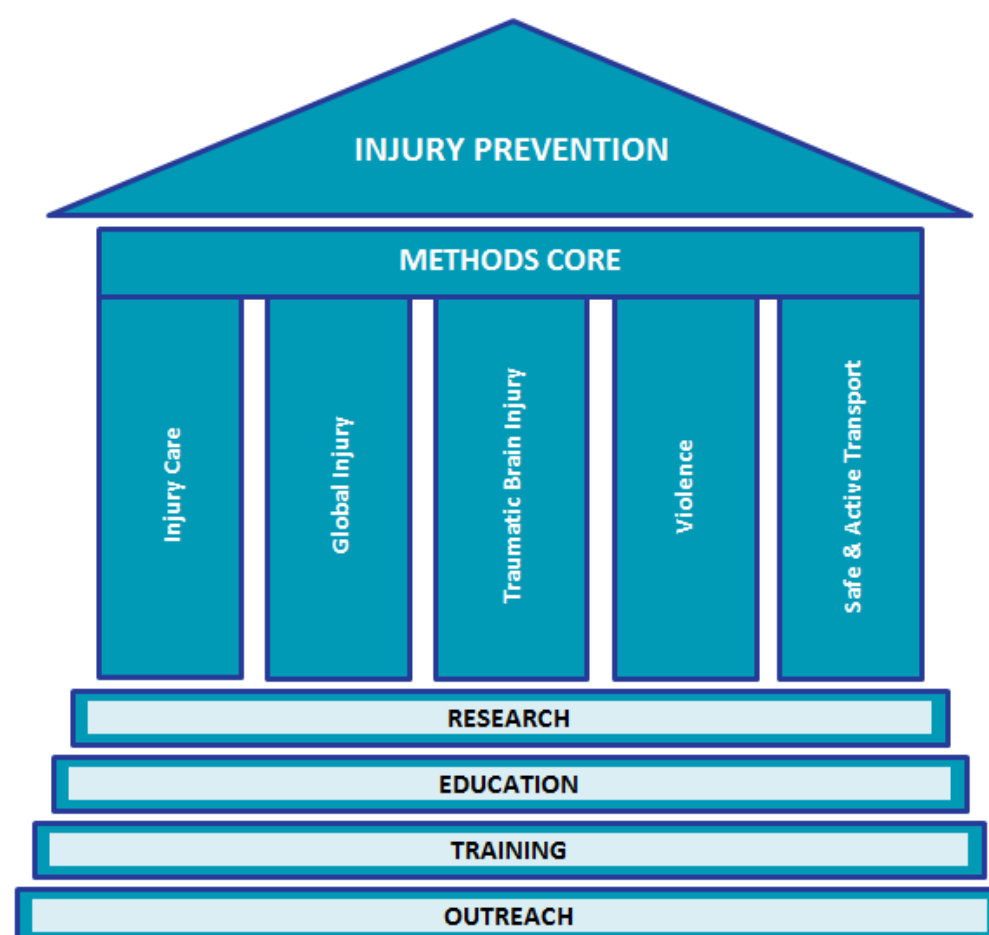 INJURY PREVENTION
METHODS CORE
Injury Care
Global Injury
Traumatic Brain Injury
Violence
Safe & Active Transport
RESEARCH
EDUCATION
TRAINING
OUTREACH